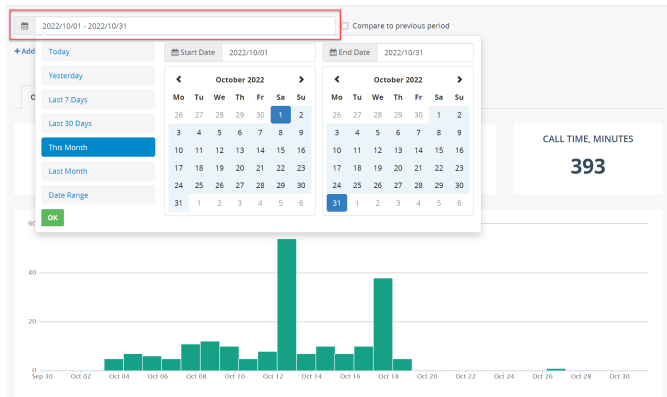 2022/10/01 - 2022/10/31
Compare to previous period
+ Add
Today
Yesterday
Last 7 Days
Last 30 Days
This Month
Last Month
Date Range
OK
Start Date 2022/10/01
October 2022
Mo Tu We Th Fr Sa Su
26 27 28 29 30 1 2
3 4 5 6 7 8 9
10 11 12 13 14 15 16
17 18 19 20 21 22 23
24 25 26 27 28 29 30
31 1 2 3 4 5 6
End Date 2022/10/31
October 2022
Mo Tu We Th Fr Sa Su
26 27 28 29 30 1 2
3 4 5 6 7 8 9
10 11 12 13 14 15 16
17 18 19 20 21 22 23
24 25 26 27 28 29 30
31 1 2 3 4 5 6
CALL TIME, MINUTES
393
60
40
20
0
Sep 30 Oct 02 Oct 04 Oct 06 Oct 08 Oct 10 Oct 12 Oct 14 Oct 16 Oct 18 Oct 20 Oct 22 Oct 24 Oct 26 Oct 28 Oct 30